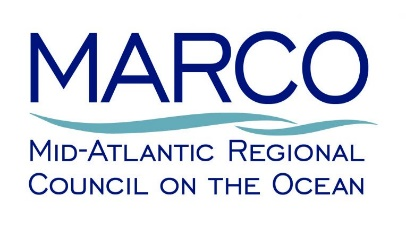 MARCO
Mid-Atlantic Regional
Council on the Ocean